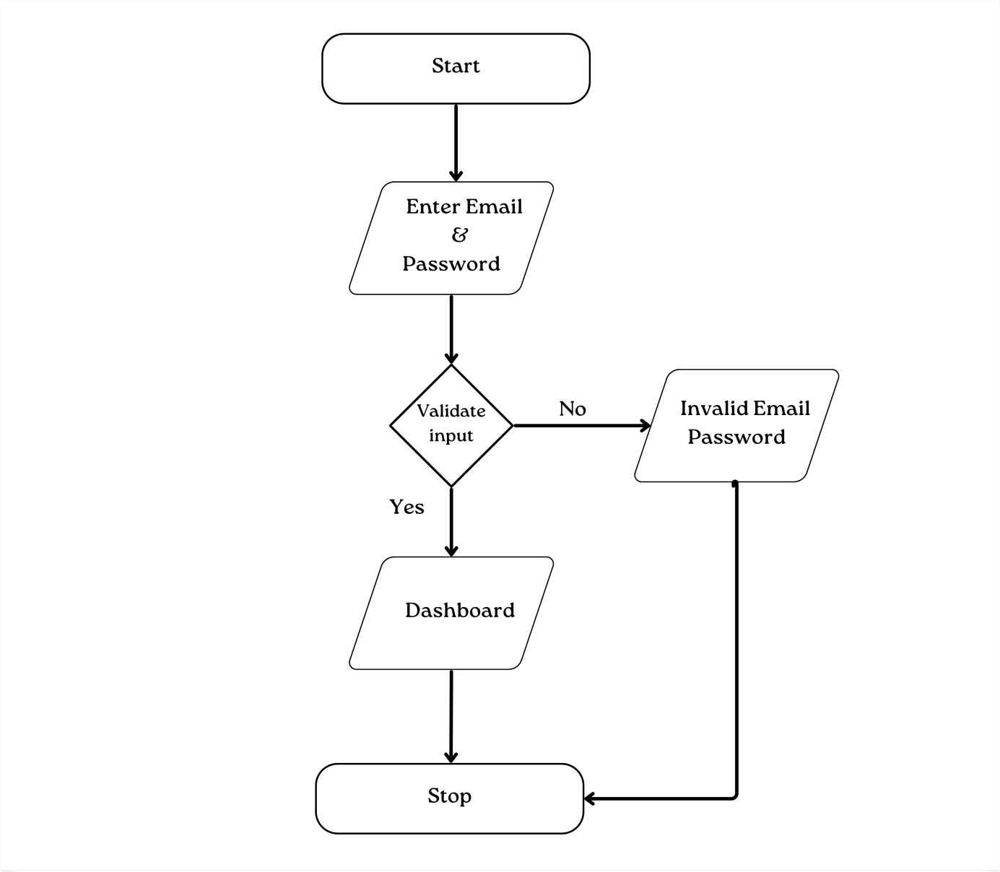 Start
Enter Email
&
Password
Validate
input
No
Invalid Email
Password
Yes
Dashboard
Stop